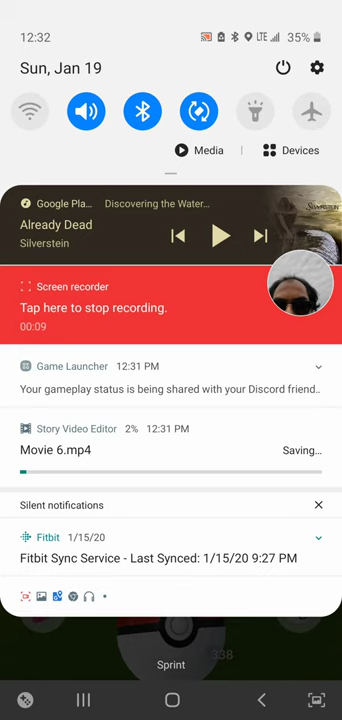 12:32
LTE 35%
Sun, Jan 19
Media
Devices
Google Pla... Discovering the Water...
Already Dead
Silverstein
SILVERSTEIN
Screen recorder
Tap here to stop recording.
00:09
Game Launcher 12:31 PM
Your gameplay status is being shared with your Discord friend..
Story Video Editor 2% 12:31 PM
Movie 6.mp4
Saving...
Silent notifications
Fitbit 1/15/20
Fitbit Sync Service - Last Synced: 1/15/20 9:27 PM
338
Sprint